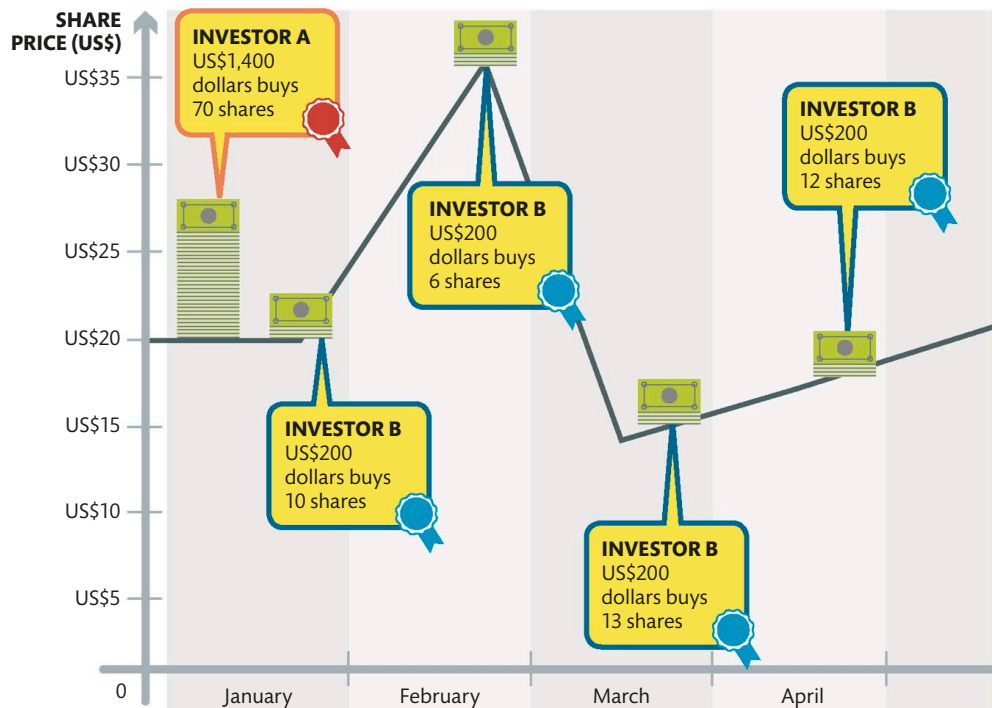 SHARE
PRICE (US$)
US$35
US$30
US$25
US$20
US$15
US$10
US$5
0
INVESTOR A
US$1,400
dollars buys
70 shares
INVESTOR B
US$200
dollars buys
10 shares
INVESTOR B
US$200
dollars buys
6 shares
INVESTOR B
US$200
dollars buys
13 shares
INVESTOR B
US$200
dollars buys
12 shares
January
February
March
April